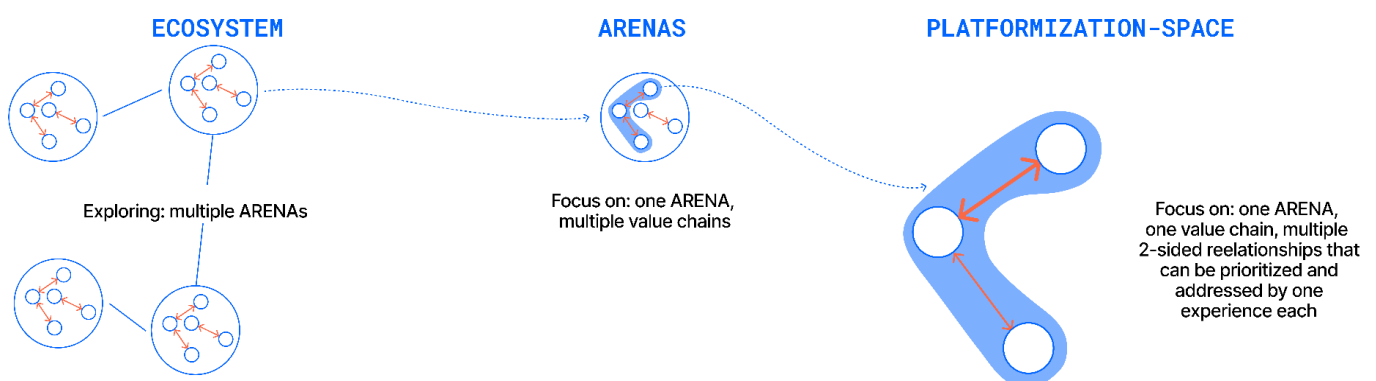 ECOSYSTEM
ARENAS
PLATFORMIZATION-SPACE
Exploring: multiple ARENAs
Focus on: one ARENA,
multiple value chains
Focus on: one ARENA,
one value chain, multiple
2-sided reelationships that
can be prioritized and
addressed by one
experience each